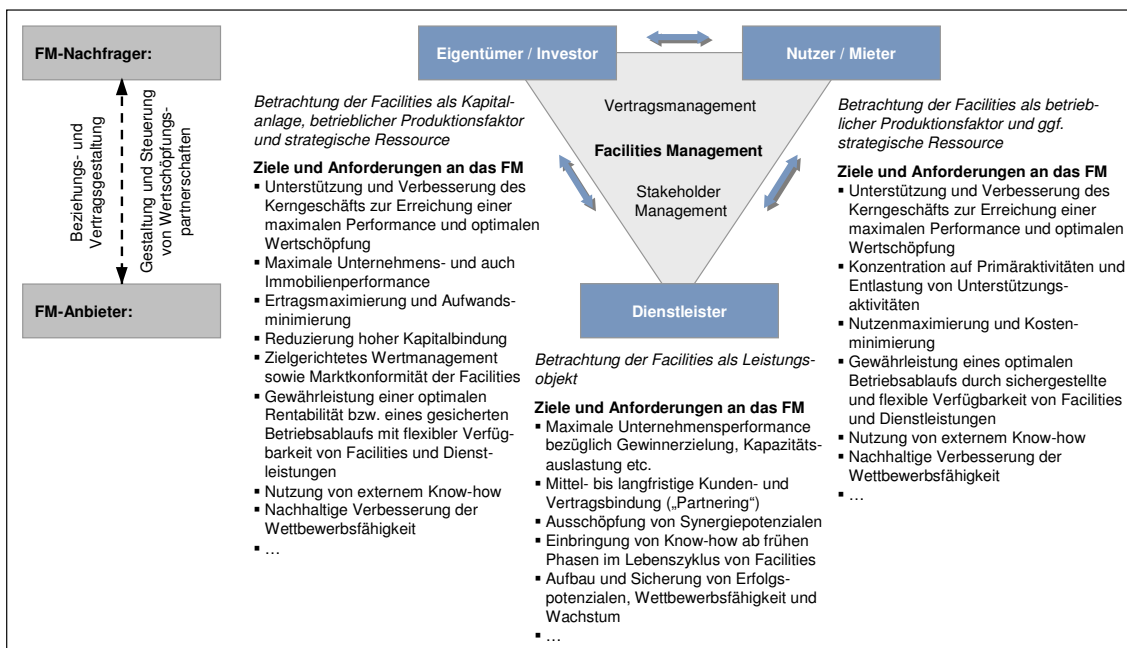 FM-Nachfrager:
Beziehungs- und
Vertragsgestaltung
Gestaltung und Steuerung
von Wertschöpfungs-
partnerschaften
FM-Anbieter:
Eigentümer / Investor
Nutzer / Mieter
Vertragsmanagement
Facilities Management
Stakeholder
Management
Dienstleister
Betrachtung der Facilities als Kapital-
anlage, betrieblicher Produktionsfaktor
und strategische Ressource
Ziele und Anforderungen an das FM
▪ Unterstützung und Verbesserung des
Kerngeschäfts zur Erreichung einer
maximalen Performance und optimalen
Wertschöpfung
▪ Maximale Unternehmens- und auch
Immobilienperformance
▪ Ertragsmaximierung und Aufwands-
minimierung
▪ Reduzierung hoher Kapitalbindung
▪ Zielgerichtetes Wertmanagement
sowie Marktkonformität der Facilities
▪ Gewährleistung einer optimalen
Rentabilität bzw. eines gesicherten
Betriebsablaufs mit flexibler Verfüg-
barkeit von Facilities und Dienst-
leistungen
▪ Nutzung von externem Know-how
▪ Nachhaltige Verbesserung der
Wettbewerbsfähigkeit
▪ …
Betrachtung der Facilities als Leistungs-
objekt
Ziele und Anforderungen an das FM
▪ Maximale Unternehmensperformance
bezüglich Gewinnerzielung, Kapazitäts-
auslastung etc.
▪ Mittel- bis langfristige Kunden- und
Vertragsbindung („Partnering“)
▪ Ausschöpfung von Synergiepotenzialen
▪ Einbringung von Know-how ab frühen
Phasen im Lebenszyklus von Facilities
▪ Aufbau und Sicherung von Erfolgs-
potenzialen, Wettbewerbsfähigkeit und
Wachstum
▪ …
Betrachtung der Facilities als betrieb-
licher Produktionsfaktor und ggf.
strategische Ressource
Ziele und Anforderungen an das FM
▪ Unterstützung und Verbesserung des
Kerngeschäfts zur Erreichung einer
maximalen Performance und optimalen
Wertschöpfung
▪ Konzentration auf Primäraktivitäten und
Entlastung von Unterstützungs-
aktivitäten
▪ Nutzenmaximierung und Kosten-
minimierung
▪ Gewährleistung eines optimalen
Betriebsablaufs durch sichergestellte
und flexible Verfügbarkeit von Facilities
und Dienstleistungen
▪ Nutzung von externem Know-how
▪ Nachhaltige Verbesserung der
Wettbewerbsfähigkeit
▪ …